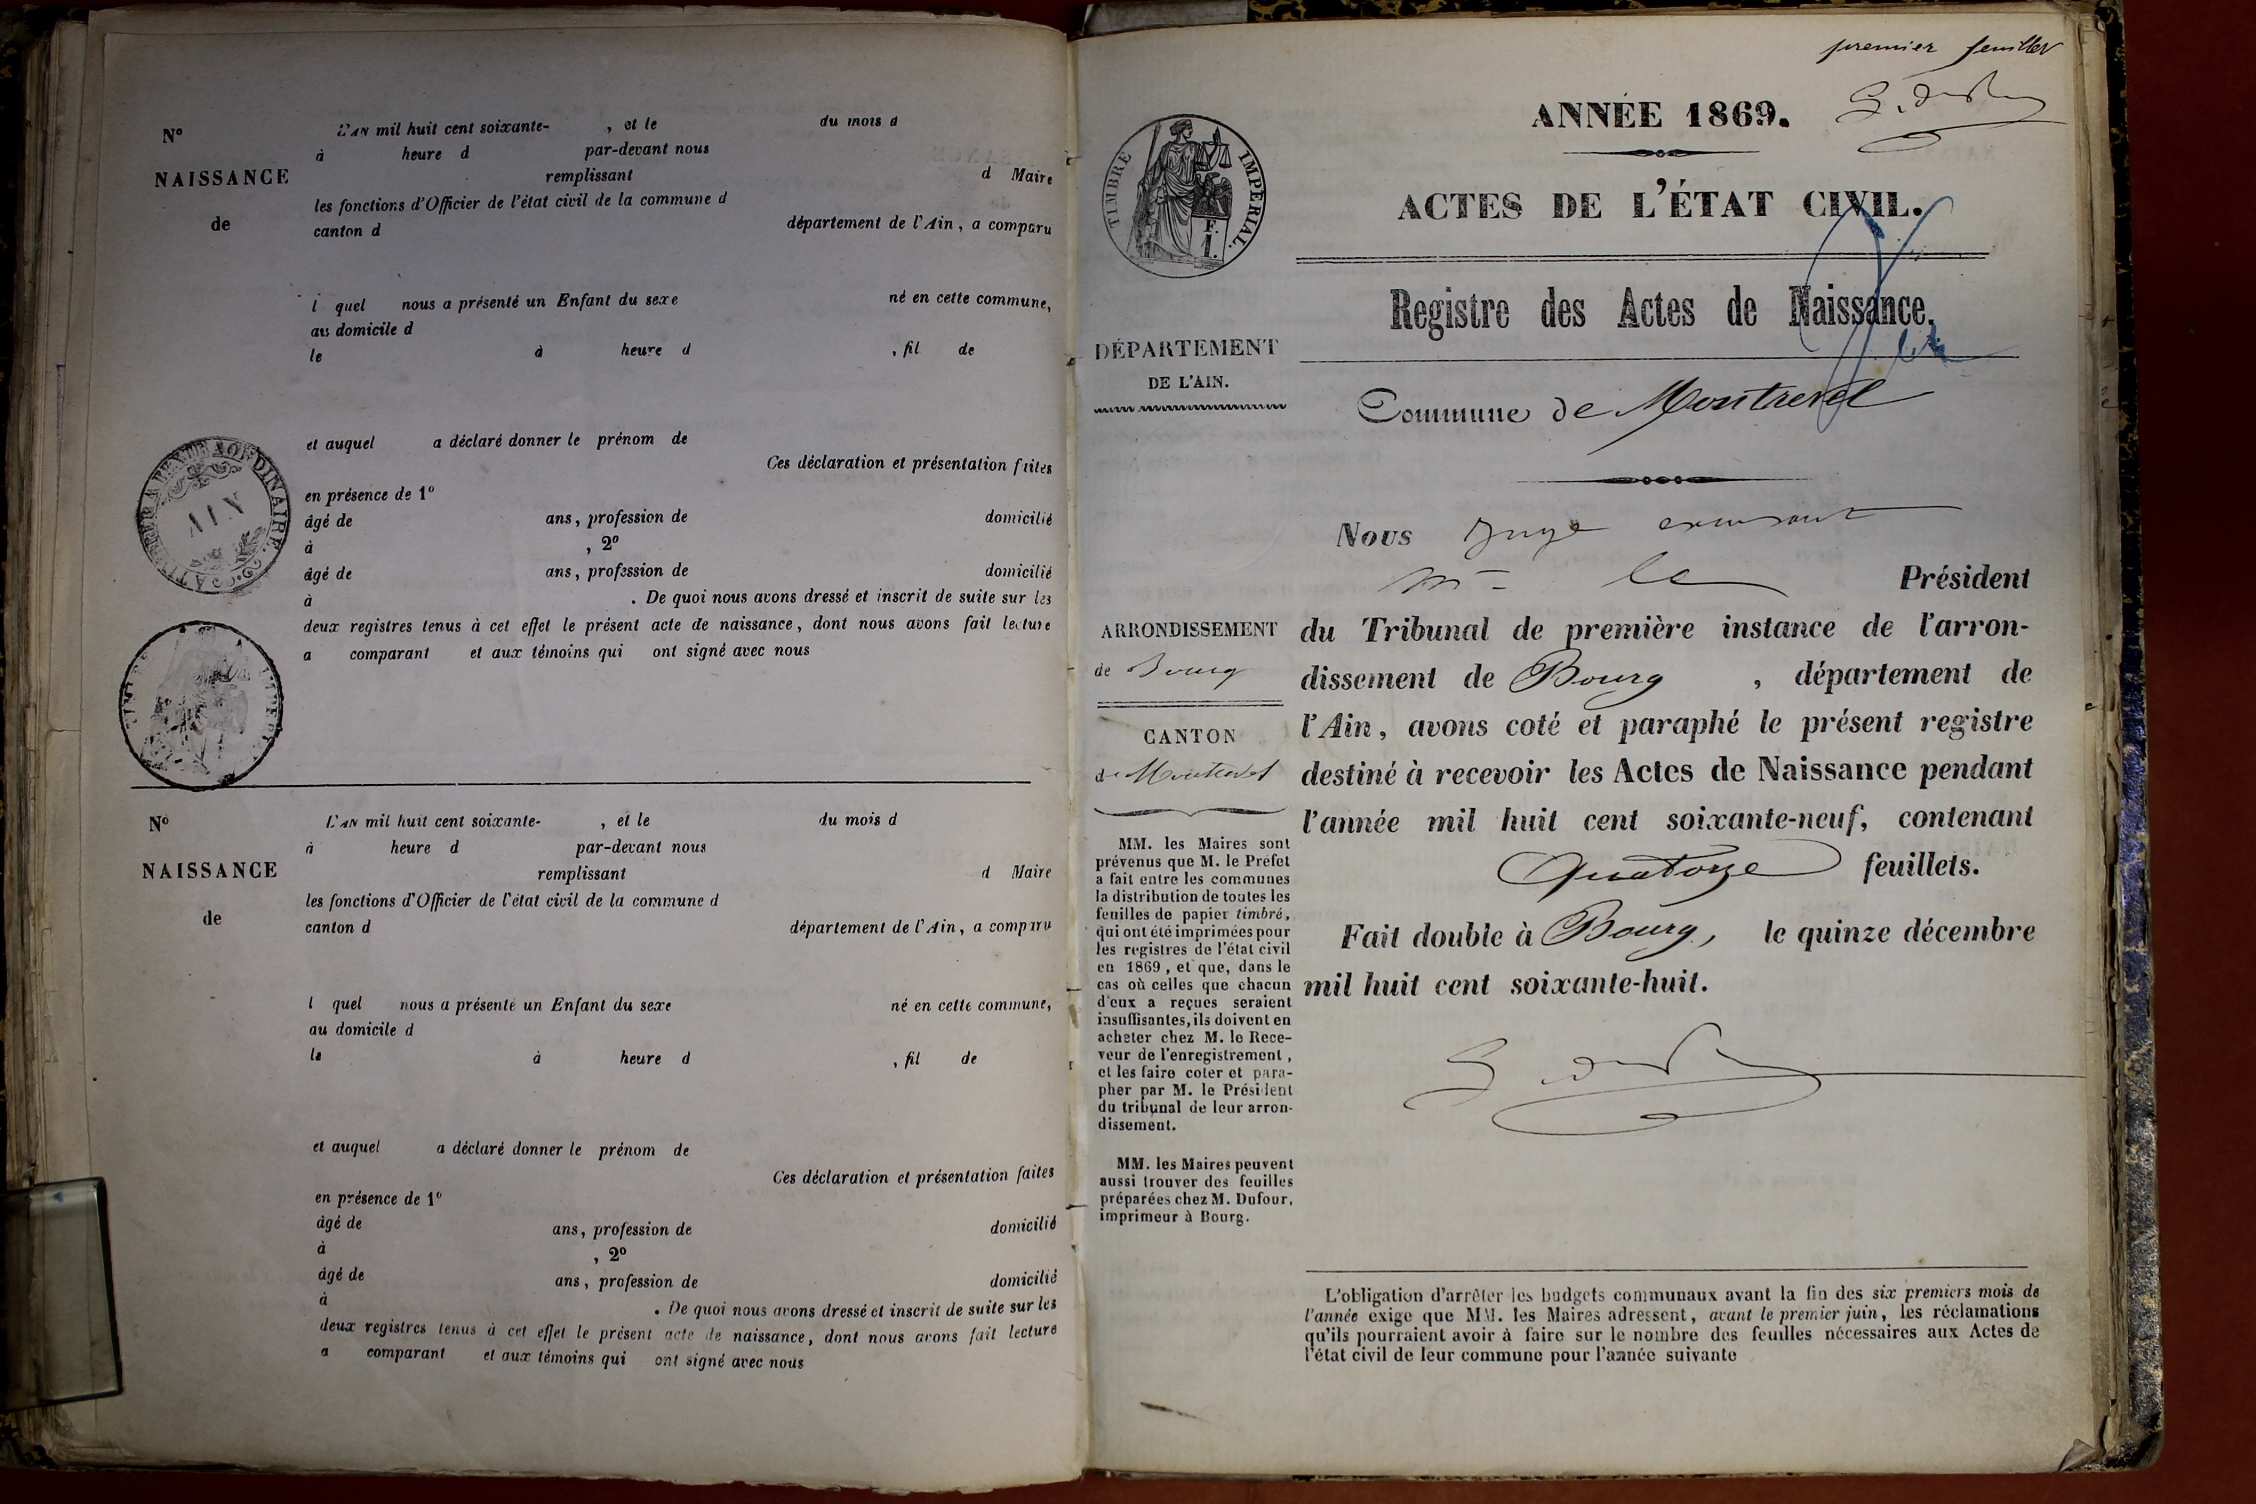 N° L'AN mil huit cent soixante- , et le du mois d
à heure d par-devant nous
NAISSANCE remplissant d Maire
les fonctions d'Officier de l'état civil de la commune d
de canton d département de l'Ain, a comparu
l quel nous a présenté un Enfant du sexe né en cette commune,
au domicile d
le à heure d , fil de
et auquel a déclaré donner le prénom de
Ces déclaration et présentation faites
en présence de 1°
âgé de ans, profession de domicilié
à , 2°
âgé de ans, profession de domicilié
à . De quoi nous avons dressé et inscrit de suite sur les
deux registres tenus à cet effet le présent acte de naissance, dont nous avons fait lecture
a comparant et aux témoins qui ont signé avec nous
AIN
N° L'AN mil huit cent soixante- , et le du mois d
à heure d par-devant nous
NAISSANCE remplissant d Maire
les fonctions d'Officier de l'état civil de la commune d
de canton d département de l'Ain, a comparu
l quel nous a présenté un Enfant du sexe né en cette commune,
au domicile d
le à heure d , fil de
et auquel a déclaré donner le prénom de
Ces déclaration et présentation faites
en présence de 1°
âgé de ans, profession de domicilié
à , 2°
âgé de ans, profession de domicilié
à . De quoi nous avons dressé et inscrit de suite sur les
deux registres tenus à cet effet le présent acte de naissance, dont nous avons fait lecture
a comparant et aux témoins qui ont signé avec nous
premier feuillet
TIMBRE IMPÉRIAL.
F.
1.
DÉPARTEMENT
DE L'AIN.
ARRONDISSEMENT
de Bourg
CANTON
de Montrevel
MM. les Maires sont
prévenus que M. le Préfet
a fait entre les communes
la distribution de toutes les
feuilles de papier timbré,
qui ont été imprimées pour
les registres de l'état civil
en 1869, et que, dans le
cas où celles que chacun
d'eux a reçues seraient
insuffisantes, ils doivent en
acheter chez M. le Rece-
veur de l'enregistrement,
et les faire coter et para-
pher par M. le Président
du tribunal de leur arron-
dissement.
MM. les Maires peuvent
aussi trouver des feuilles
préparées chez M. Dufour,
imprimeur à Bourg.
ANNÉE 1869.
ACTES DE L'ÉTAT CIVIL.
Registre des Actes de Naissance.
Commune de Montrevel
Nous Juge
le Président
du Tribunal de première instance de l'arron-
dissement de Bourg , département de
l'Ain, avons coté et paraphé le présent registre
destiné à recevoir les Actes de Naissance pendant
l'année mil huit cent soixante-neuf, contenant
Quatorze feuillets.
Fait double à Bourg, le quinze décembre
mil huit cent soixante-huit.
L'obligation d'arrêter les budgets communaux avant la fin des six premiers mois de
l'année exige que MM. les Maires adressent, avant le premier juin, les réclamations
qu'ils pourraient avoir à faire sur le nombre des feuilles nécessaires aux Actes de
l'état civil de leur commune pour l'année suivante